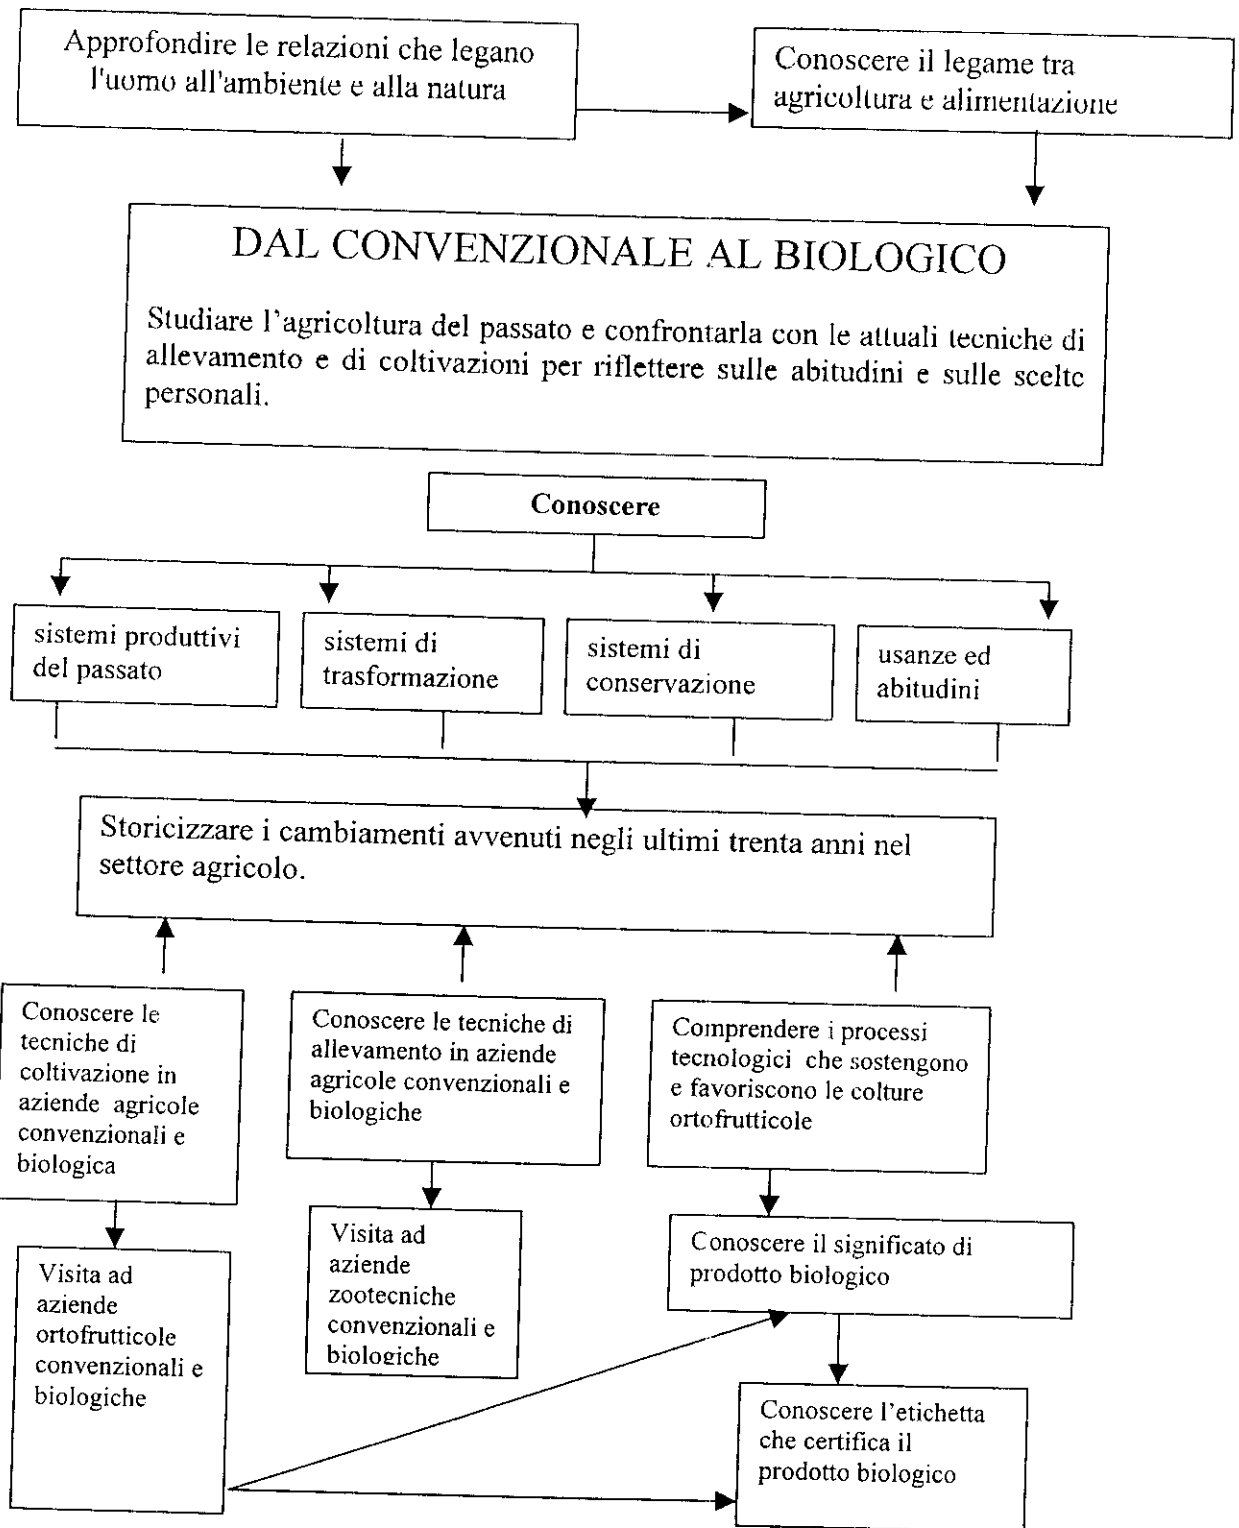 Approfondire le relazioni che legano
l'uomo all'ambiente e alla natura
Conoscere il legame tra
agricoltura e alimentazione
DAL CONVENZIONALE AL BIOLOGICO
Studiare l'agricoltura del passato e confrontarla con le attuali tecniche di
allevamento e di coltivazioni per riflettere sulle abitudini e sulle scelte
personali.
Conoscere
sistemi produttivi
del passato
sistemi di
trasformazione
sistemi di
conservazione
usanze ed
abitudini
Storicizzare i cambiamenti avvenuti negli ultimi trenta anni nel
settore agricolo.
Conoscere le
tecniche di
coltivazione in
aziende agricole
convenzionali e
biologica
Conoscere le tecniche di
allevamento in aziende
agricole convenzionali e
biologiche
Comprendere i processi
tecnologici che sostengono
e favoriscono le colture
ortofrutticole
Visita ad
aziende
ortofrutticole
convenzionali e
biologiche
Visita ad
aziende
zootecniche
convenzionali e
biologiche
Conoscere il significato di
prodotto biologico
Conoscere l'etichetta
che certifica il
prodotto biologico